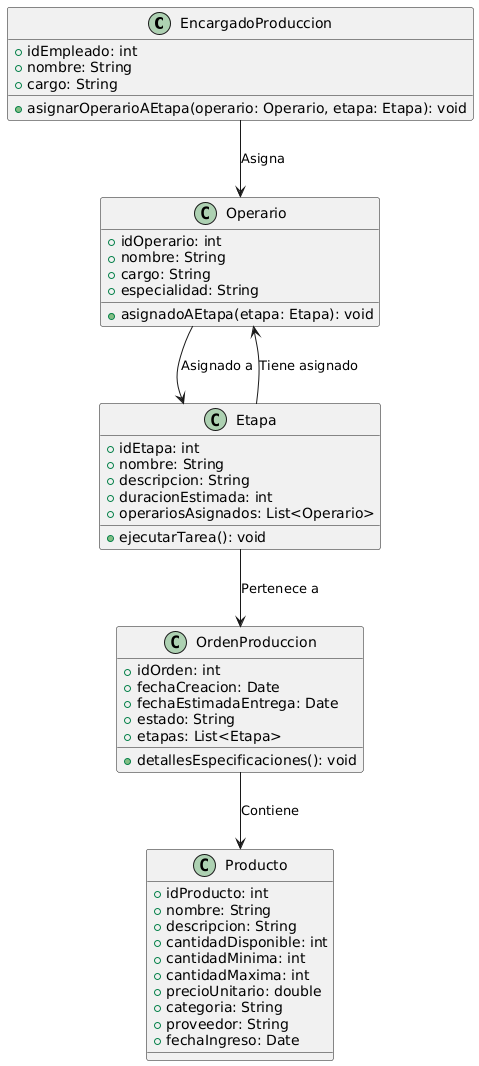 C EncargadoProduccion
idEmpleado: int
nombre: String
cargo: String
asignarOperarioAEtapa(operario: Operario, etapa: Etapa): void
Asigna
C Operario
idOperario: int
nombre: String
cargo: String
especialidad: String
asignadoAEtapa(etapa: Etapa): void
Asignado a
Tiene asignado
C Etapa
idEtapa: int
nombre: String
descripcion: String
duracionEstimada: int
operariosAsignados: List<Operario>
ejecutarTarea(): void
Pertenece a
C OrdenProduccion
idOrden: int
fechaCreacion: Date
fechaEstimadaEntrega: Date
estado: String
etapas: List<Etapa>
detallesEspecificaciones(): void
Contiene
C Producto
idProducto: int
nombre: String
descripcion: String
cantidadDisponible: int
cantidadMinima: int
cantidadMaxima: int
precioUnitario: double
categoria: String
proveedor: String
fechaIngreso: Date